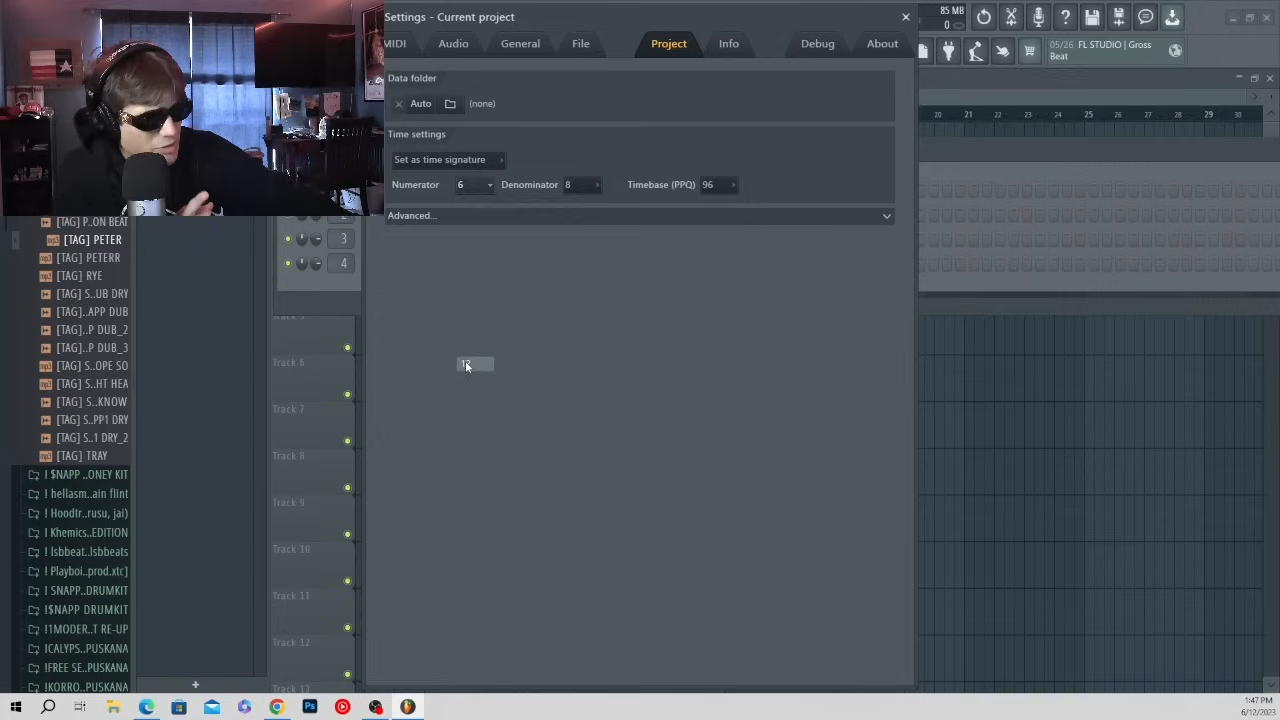 Settings - Current project
85 MB
0
MIDI
Audio
General
File
Project
Info
Debug
About
05/26 FL STUDIO | Gross
Beat
Data folder
Auto
(none)
20
21
22
23
24
25
26
27
28
29
30
Time settings
Set as time signature
Numerator
6
Denominator
8
Timebase (PPQ)
96
Advanced...
[TAG] P..ON BEAT
[TAG] PETER
[TAG] PETERR
[TAG] RYE
[TAG] S..UB DRY
[TAG]..APP DUB
[TAG]..P DUB_2
[TAG]..P DUB_3
[TAG] S..OPE SO
[TAG] S..HT HEA
[TAG] S..KNOW
[TAG] S..PP1 DRY
[TAG] S..1 DRY_2
[TAG] TRAY
! $NAPP ..ONEY KIT
! hellasm..ain flint
! Hoodtr..rusu, jai)
! Khemics..EDITION
! lsbbeat..lsbbeats
! Playboi..prod.xtc]
! SNAPP ..DRUMKIT
!$NAPP DRUMKIT
!1MODER..T RE-UP
!CALYPS..PUSKANA
!FREE SE..PUSKANA
!KORRO..PUSKANA
3
4
Track 5
Track 6
Track 7
Track 8
Track 9
Track 10
Track 11
Track 12
Track 13
1:47 PM
6/12/2023